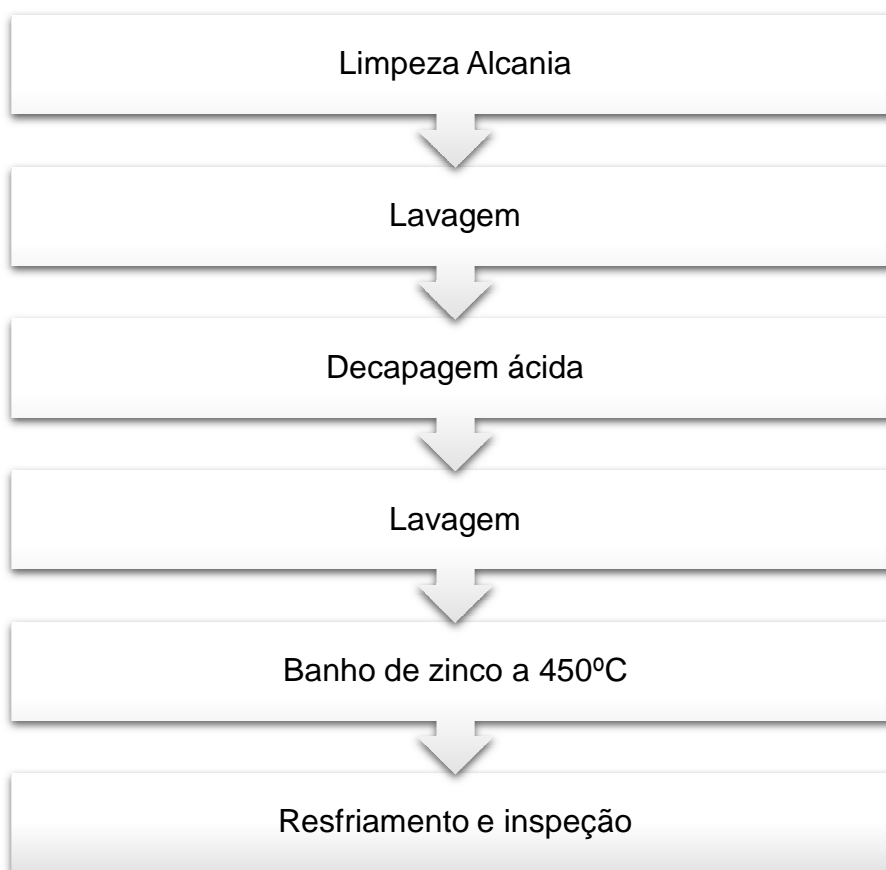 Limpeza Alcania
Lavagem
Decapagem ácida
Lavagem
Banho de zinco a 450ºC
Resfriamento e inspeção